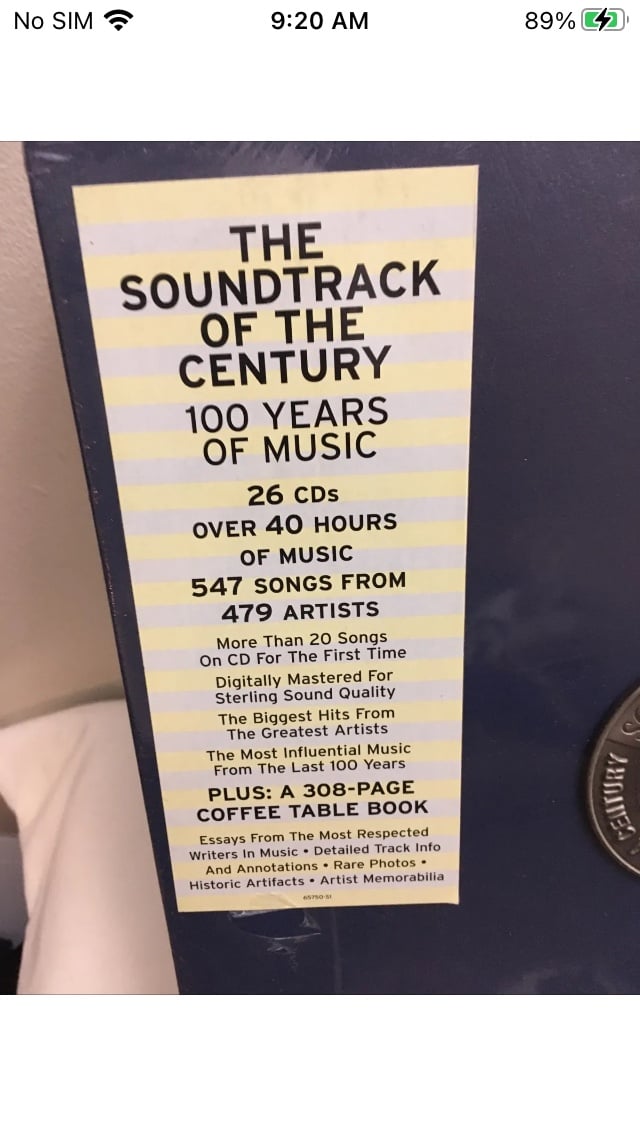 No SIM 9:20 AM 89%
THE
SOUNDTRACK
OF THE
CENTURY
100 YEARS
OF MUSIC
26 CDs
OVER 40 HOURS
OF MUSIC
547 SONGS FROM
479 ARTISTS
More Than 20 Songs
On CD For The First Time
Digitally Mastered For
Sterling Sound Quality
The Biggest Hits From
The Greatest Artists
The Most Influential Music
From The Last 100 Years
PLUS: A 308-PAGE
COFFEE TABLE BOOK
Essays From The Most Respected
Writers In Music • Detailed Track Info
And Annotations • Rare Photos •
Historic Artifacts • Artist Memorabilia
65750-S1
A CENTURY